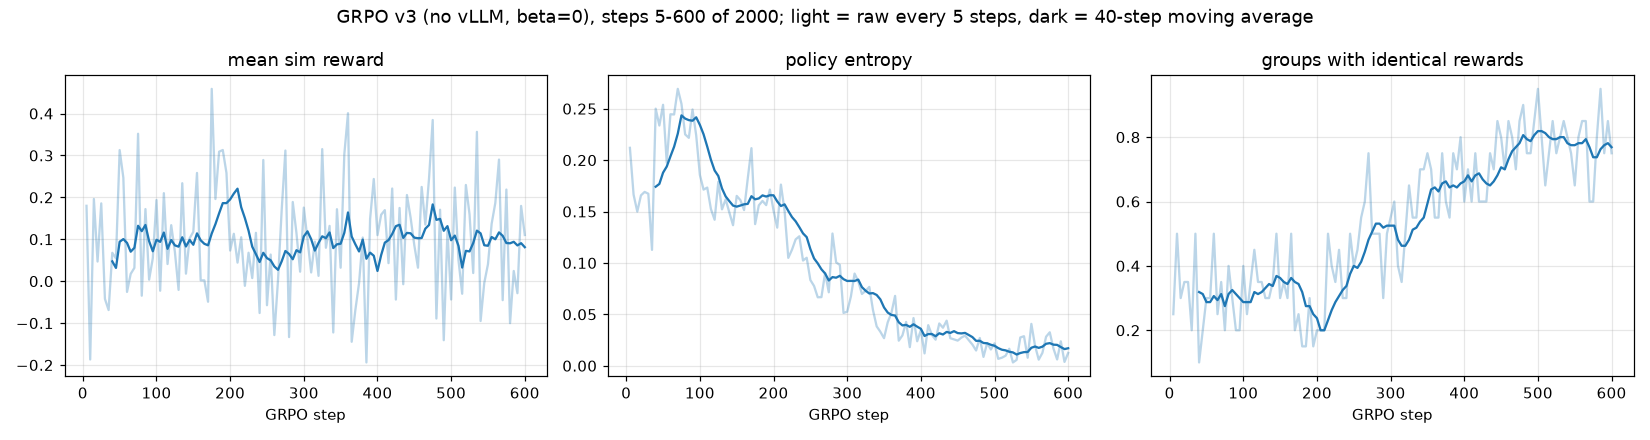 GRPO v3 (no vLLM, beta=0), steps 5-600 of 2000; light = raw every 5 steps, dark = 40-step moving average
mean sim reward
0.4
0.3
0.2
0.1
0.0
−0.1
−0.2
0 100 200 300 400 500 600
GRPO step
policy entropy
0.25
0.20
0.15
0.10
0.05
0.00
0 100 200 300 400 500 600
GRPO step
groups with identical rewards
0.8
0.6
0.4
0.2
0 100 200 300 400 500 600
GRPO step